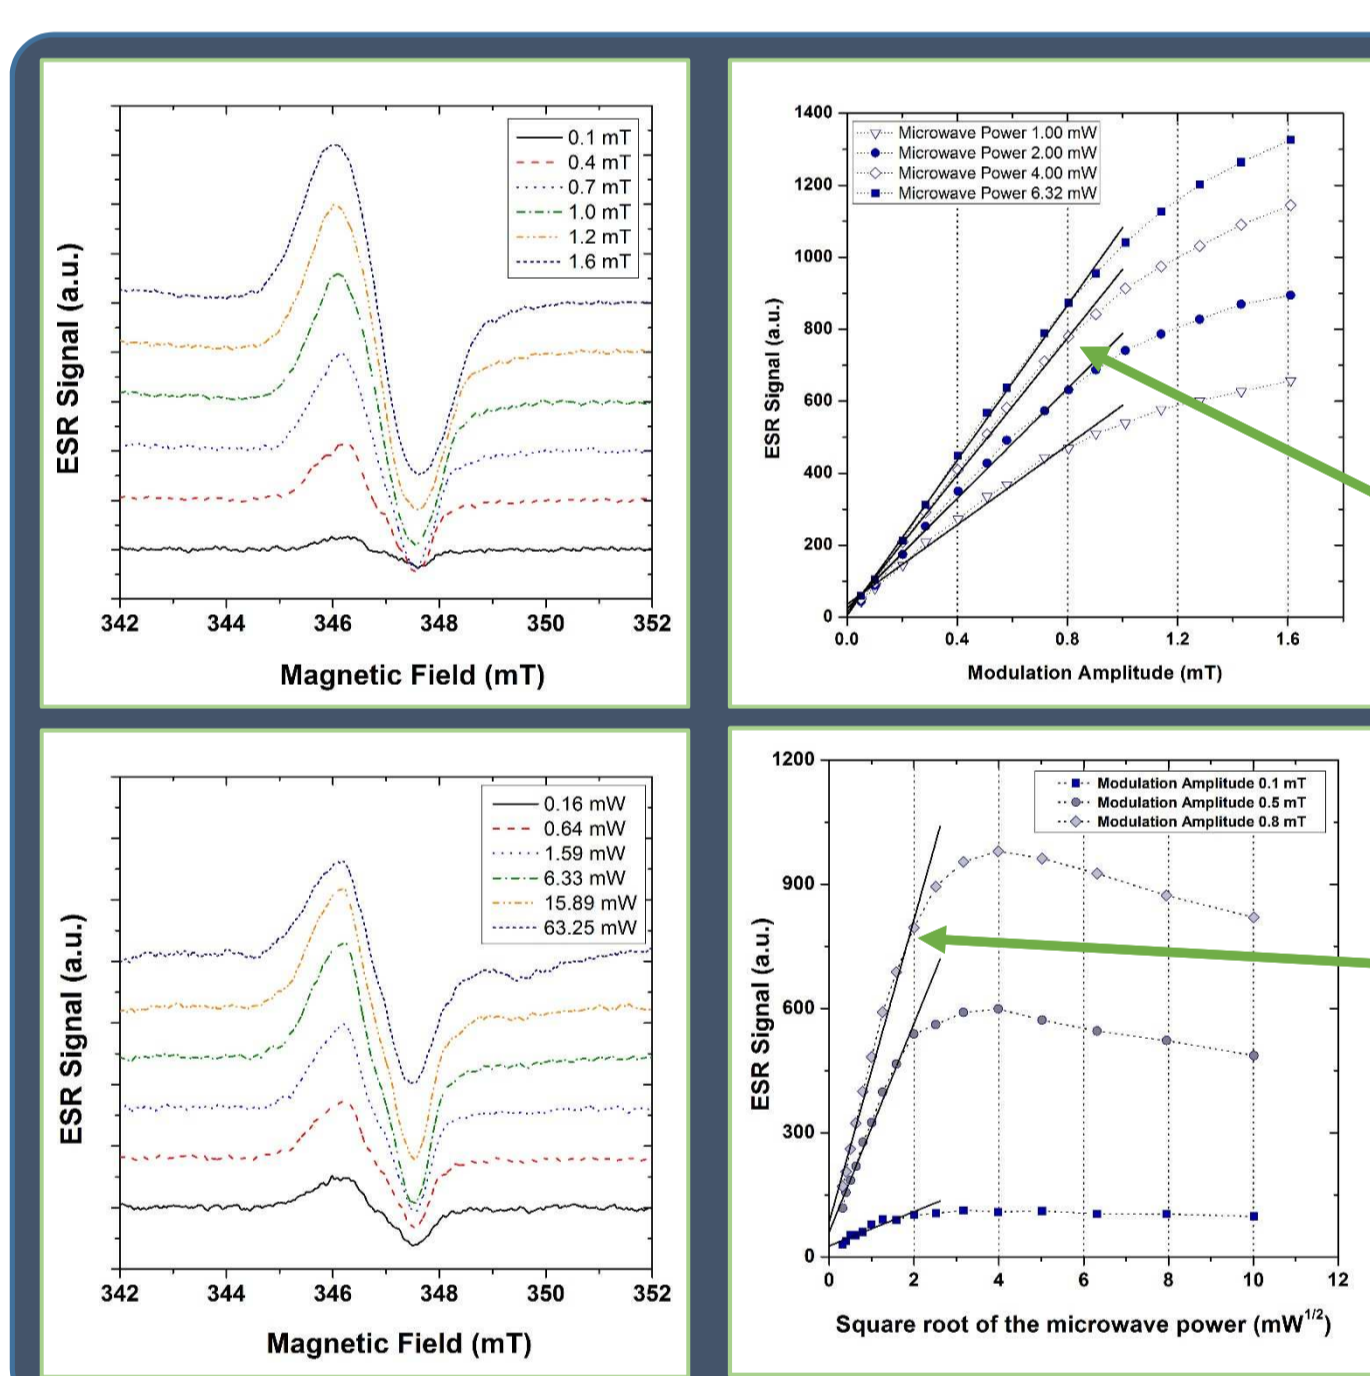 0.1 mT
0.4 mT
0.7 mT
1.0 mT
1.2 mT
1.6 mT
ESR Signal (a.u.)
342 344 346 348 350 352
Magnetic Field (mT)
1400
1200
1000
800
600
400
200
0
Microwave Power 1.00 mW
Microwave Power 2.00 mW
Microwave Power 4.00 mW
Microwave Power 6.32 mW
ESR Signal (a.u.)
0.0 0.4 0.8 1.2 1.6
Modulation Amplitude (mT)
0.16 mW
0.64 mW
1.59 mW
6.33 mW
15.89 mW
63.25 mW
ESR Signal (a.u.)
342 344 346 348 350 352
Magnetic Field (mT)
1200
900
600
300
0
Modulation Amplitude 0.1 mT
Modulation Amplitude 0.5 mT
Modulation Amplitude 0.8 mT
ESR Signal (a.u.)
0 2 4 6 8 10 12
Square root of the microwave power (mW^1/2)